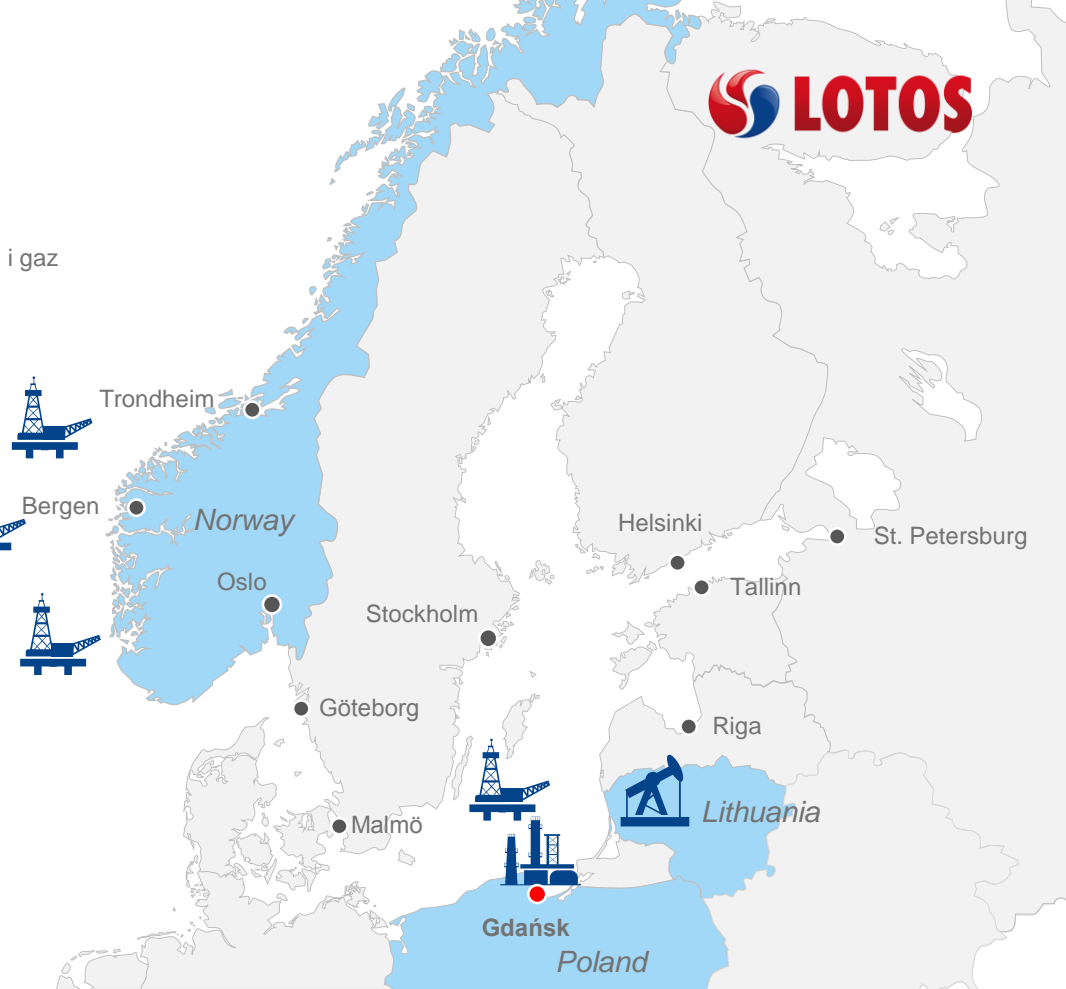 LOTOS
i gaz
Trondheim
Bergen
Norway
Helsinki
St. Petersburg
Oslo
Tallinn
Stockholm
Göteborg
Riga
Lithuania
Malmö
Gdańsk
Poland